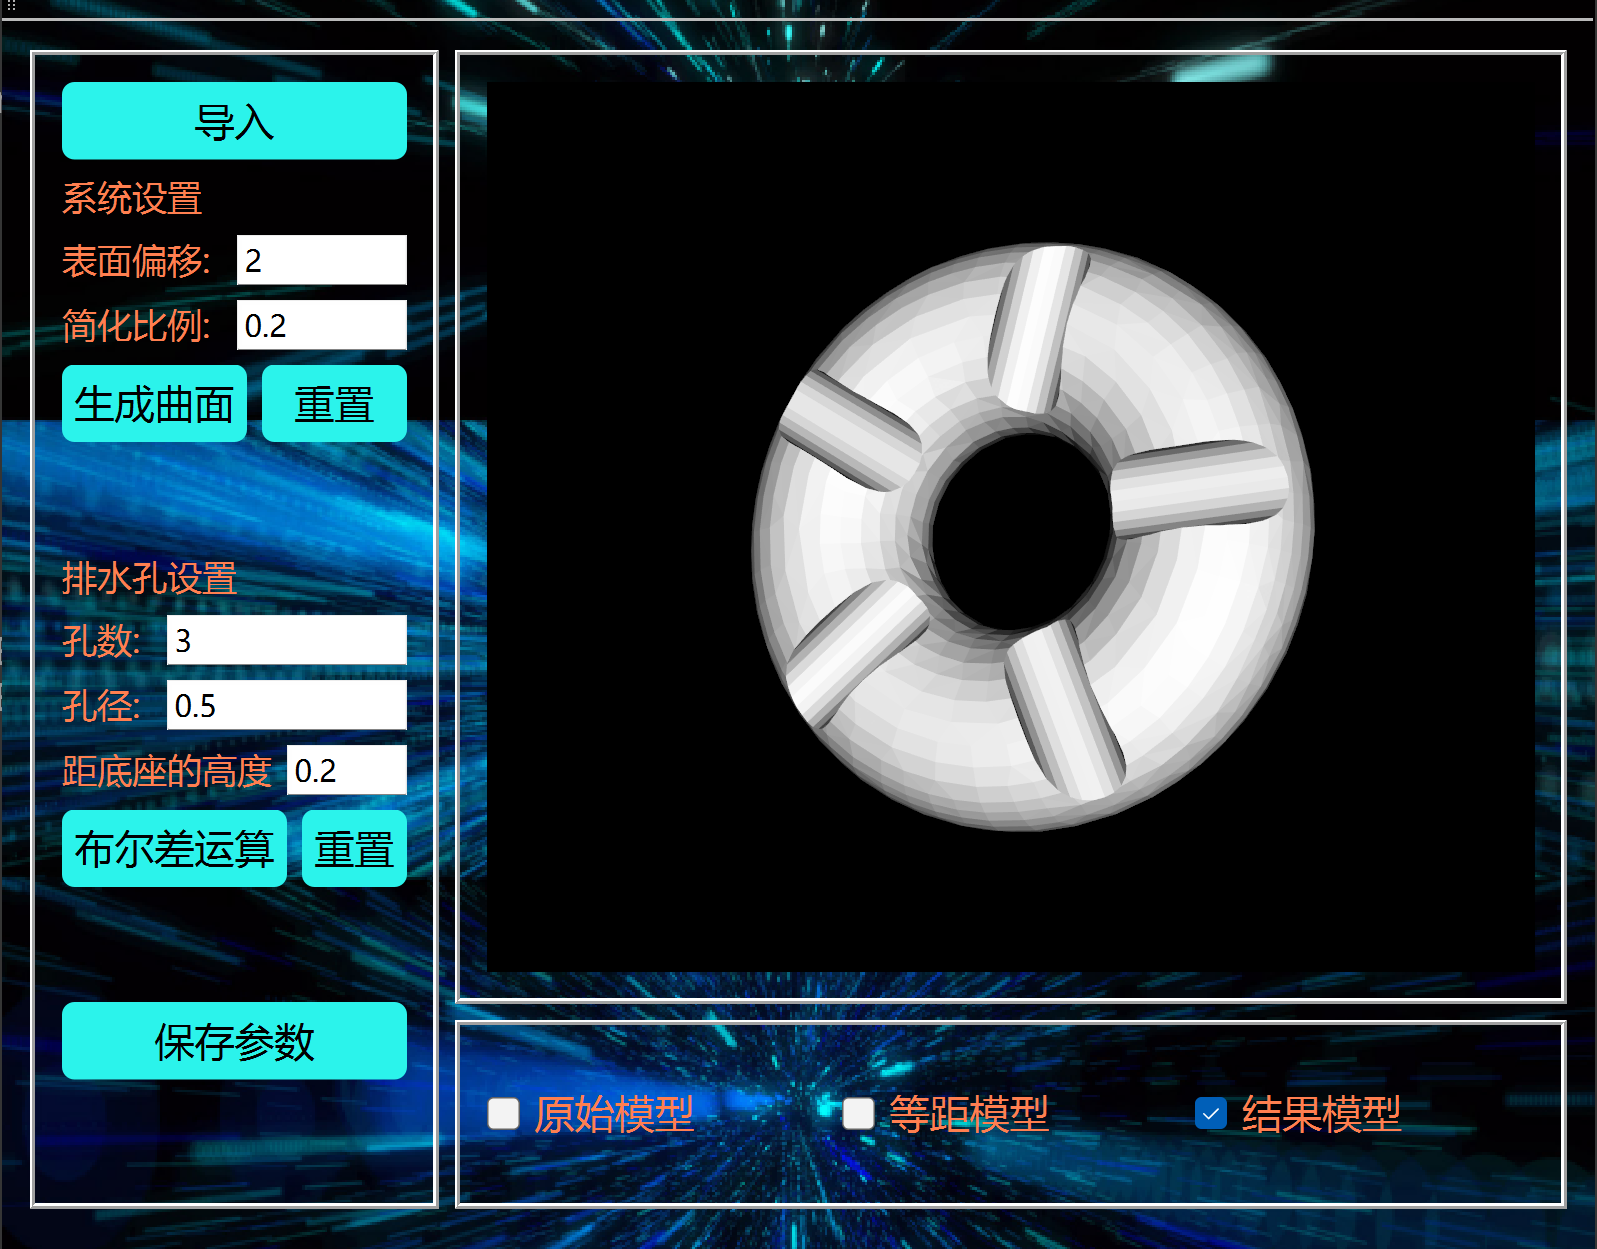 导入
系统设置
表面偏移: 2
简化比例: 0.2
生成曲面 重置
排水孔设置
孔数: 3
孔径: 0.5
距底座的高度 0.2
布尔差运算 重置
保存参数
原始模型 等距模型 结果模型